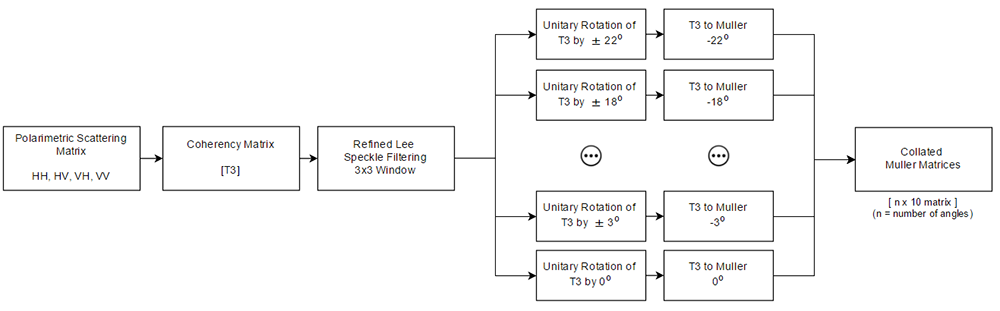 Polarimetric Scattering
Matrix
HH, HV, VH, VV
Coherency Matrix
[T3]
Refined Lee
Speckle Filtering
3x3 Window
Unitary Rotation of
T3 by ± 22°
T3 to Muller
-22°
Unitary Rotation of
T3 by ± 18°
T3 to Muller
-18°
Unitary Rotation of
T3 by ± 3°
T3 to Muller
-3°
Unitary Rotation of
T3 by 0°
T3 to Muller
0°
Collated
Muller Matrices
[ n x 10 matrix ]
(n = number of angles)